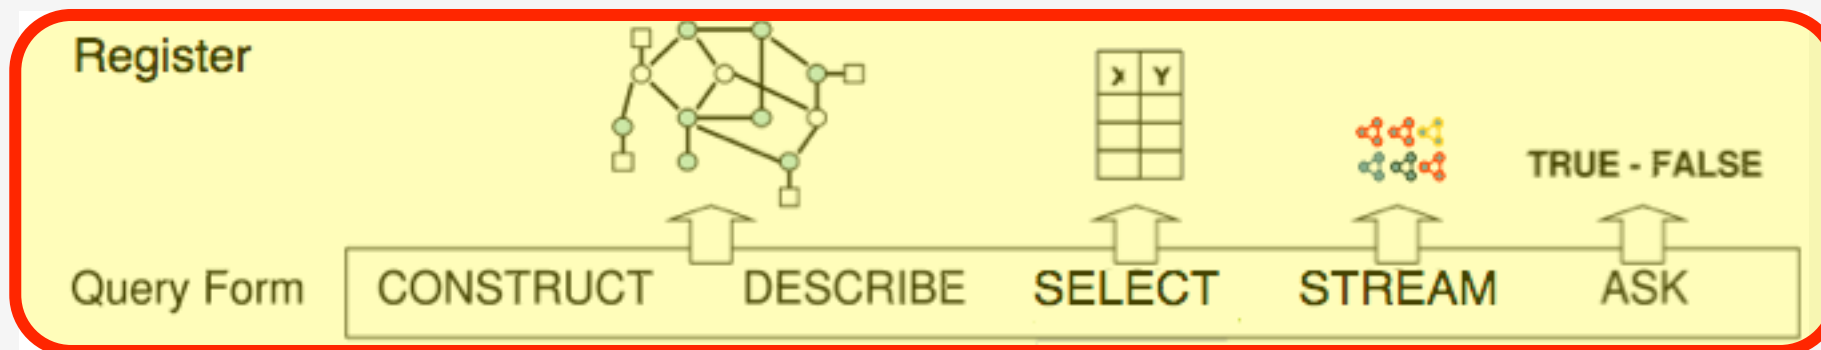 Register
X Y
TRUE - FALSE
Query Form CONSTRUCT DESCRIBE SELECT STREAM ASK